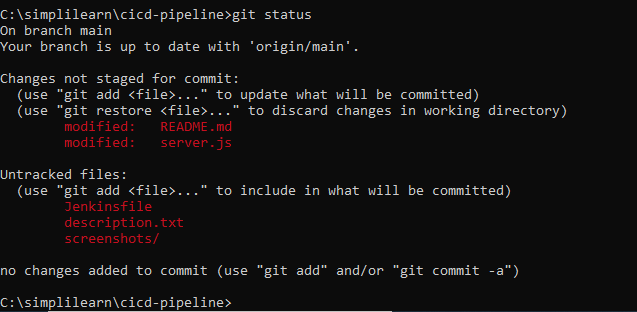 C:\simplilearn\cicd-pipeline>git status
On branch main
Your branch is up to date with 'origin/main'.
Changes not staged for commit:
(use "git add <file>..." to update what will be committed)
(use "git restore <file>..." to discard changes in working directory)
modified: README.md
modified: server.js
Untracked files:
(use "git add <file>..." to include in what will be committed)
Jenkinsfile
description.txt
screenshots/
no changes added to commit (use "git add" and/or "git commit -a")
C:\simplilearn\cicd-pipeline>